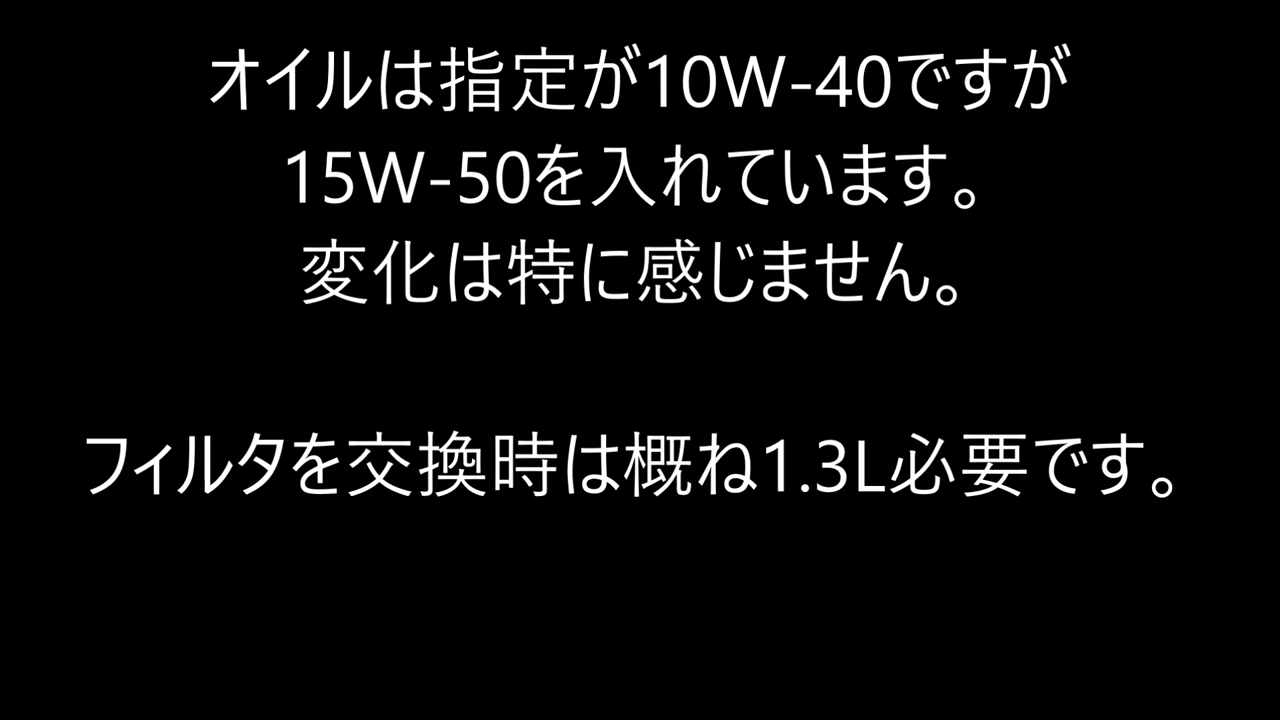 オイルは指定が10W-40ですが
15W-50を入れています。
変化は特に感じません。
フィルタを交換時は概ね1.3L必要です。